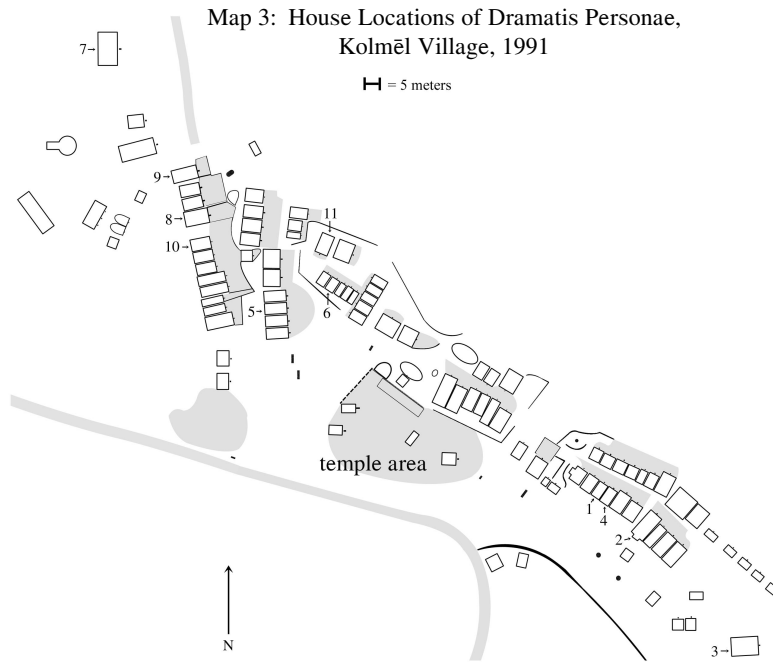 Map 3: House Locations of Dramatis Personae,
Kolmēl Village, 1991
= 5 meters
7
9
8
11
10
5
6
temple area
1
4
2
N
3